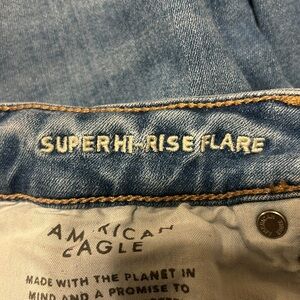 SUPER HI-RISE FLARE
AMERICAN
EAGLE
MADE WITH THE PLANET IN
MIND AND A PROMISE TO